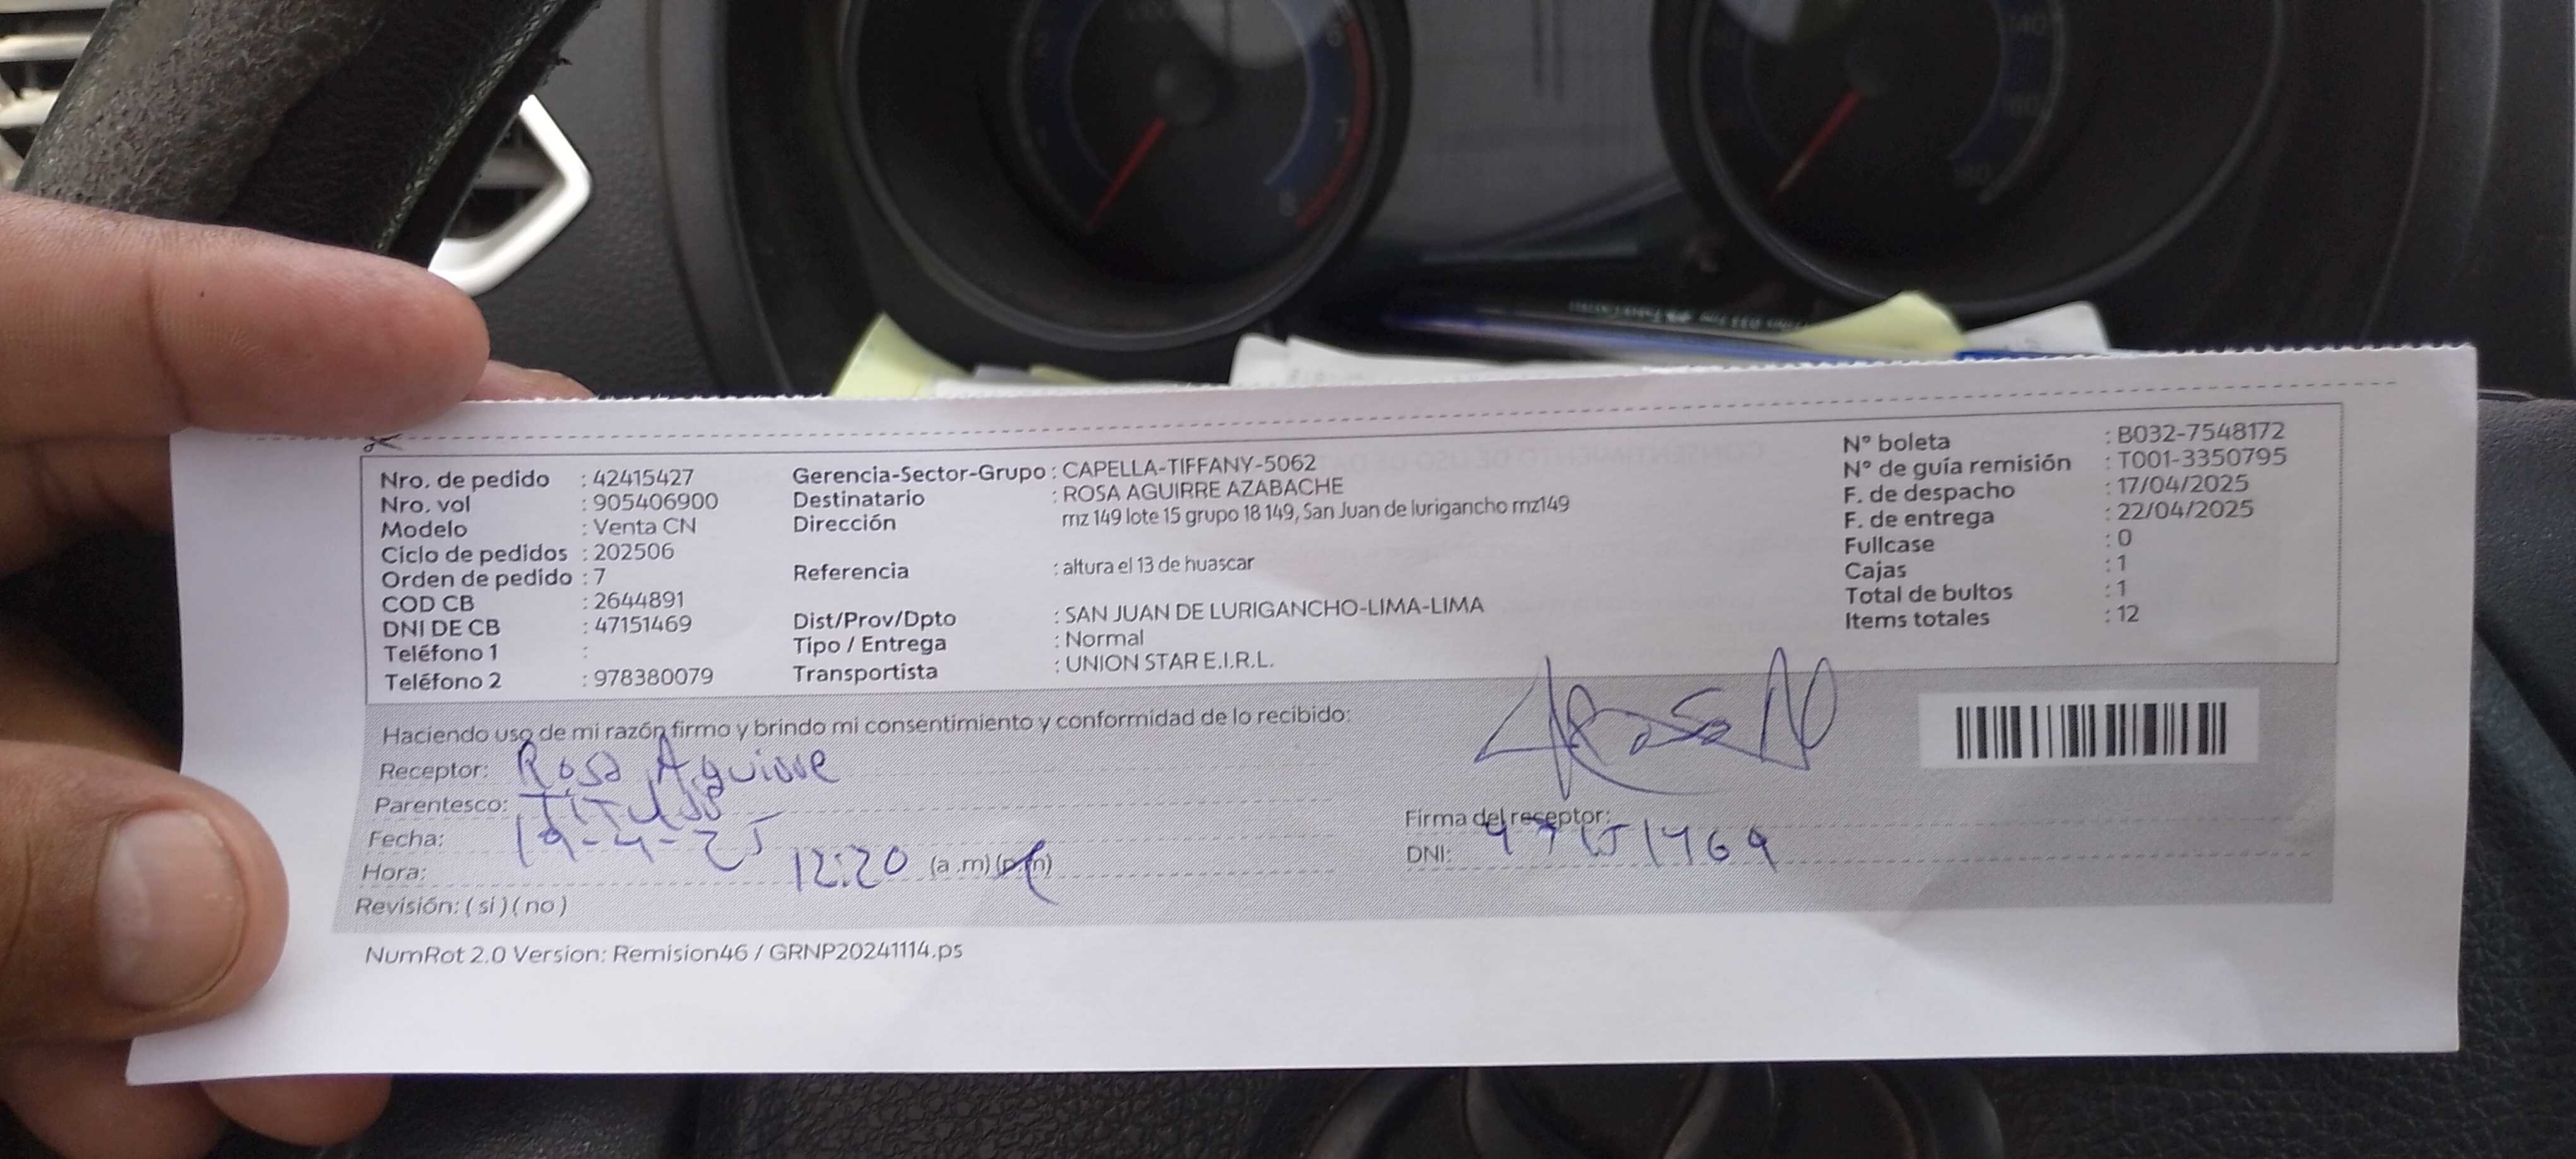 Nro. de pedido : 42415427
Nro. vol : 905406900
Modelo : Venta CN
Ciclo de pedidos : 202506
Orden de pedido : 7
COD CB : 2644891
DNI DE CB : 47151469
Teléfono 1 :
Teléfono 2 : 978380079
Gerencia-Sector-Grupo : CAPELLA-TIFFANY-5062
Destinatario : ROSA AGUIRRE AZABACHE
Dirección mz 149 lote 15 grupo 18 149, San Juan de lurigancho mz149
Referencia : altura el 13 de huascar
Dist/Prov/Dpto : SAN JUAN DE LURIGANCHO-LIMA-LIMA
Tipo / Entrega : Normal
Transportista : UNION STAR E.I.R.L.
N° boleta : B032-7548172
N° de guía remisión : T001-3350795
F. de despacho : 17/04/2025
F. de entrega : 22/04/2025
Fullcase : 0
Cajas : 1
Total de bultos : 1
Items totales : 12
Haciendo uso de mi razón firmo y brindo mi consentimiento y conformidad de lo recibido:
Receptor: Rosa Aguirre
Parentesco:
Fecha: 19-4-25
Hora: 12:20 (a.m) (p.m)
Revisión: ( si ) ( no )
Firma del receptor:
DNI: 47151469
NumRot 2.0 Version: Remision46 / GRNP20241114.ps